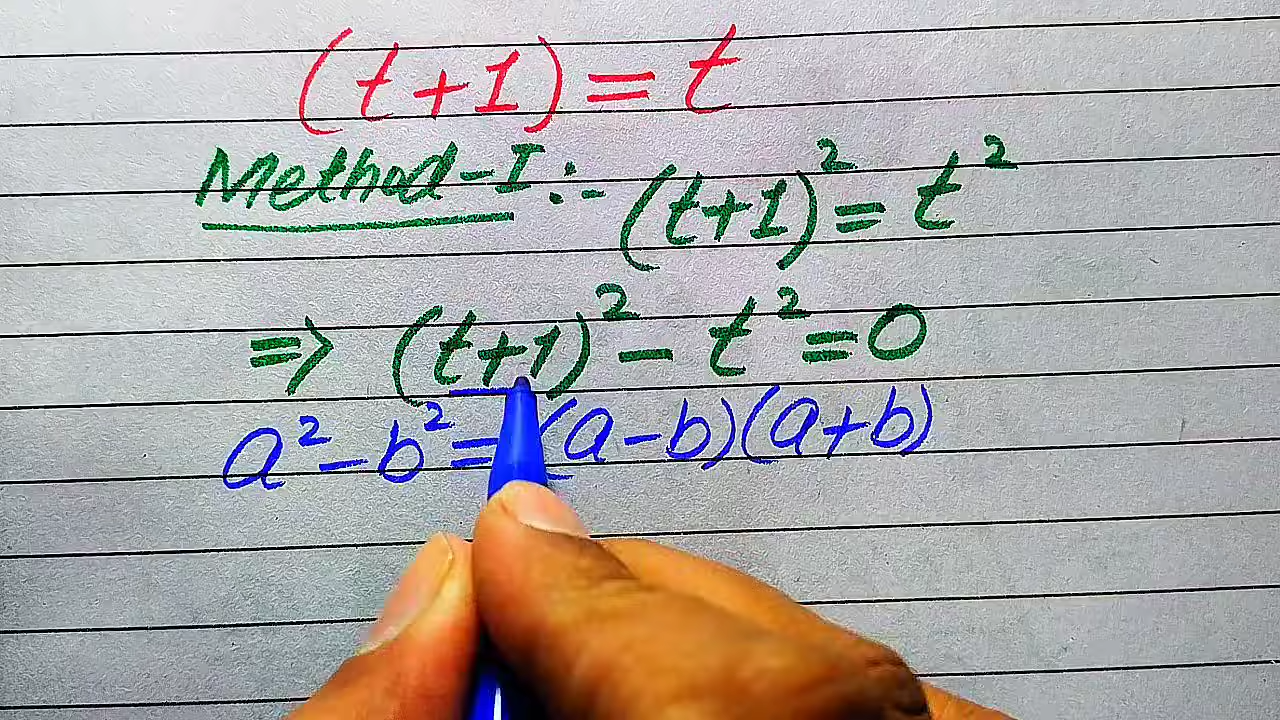 (t+1)=t
Method-I :- (t+1)²=t²
=> (t+1)²-t²=0
a²-b²=(a-b)(a+b)